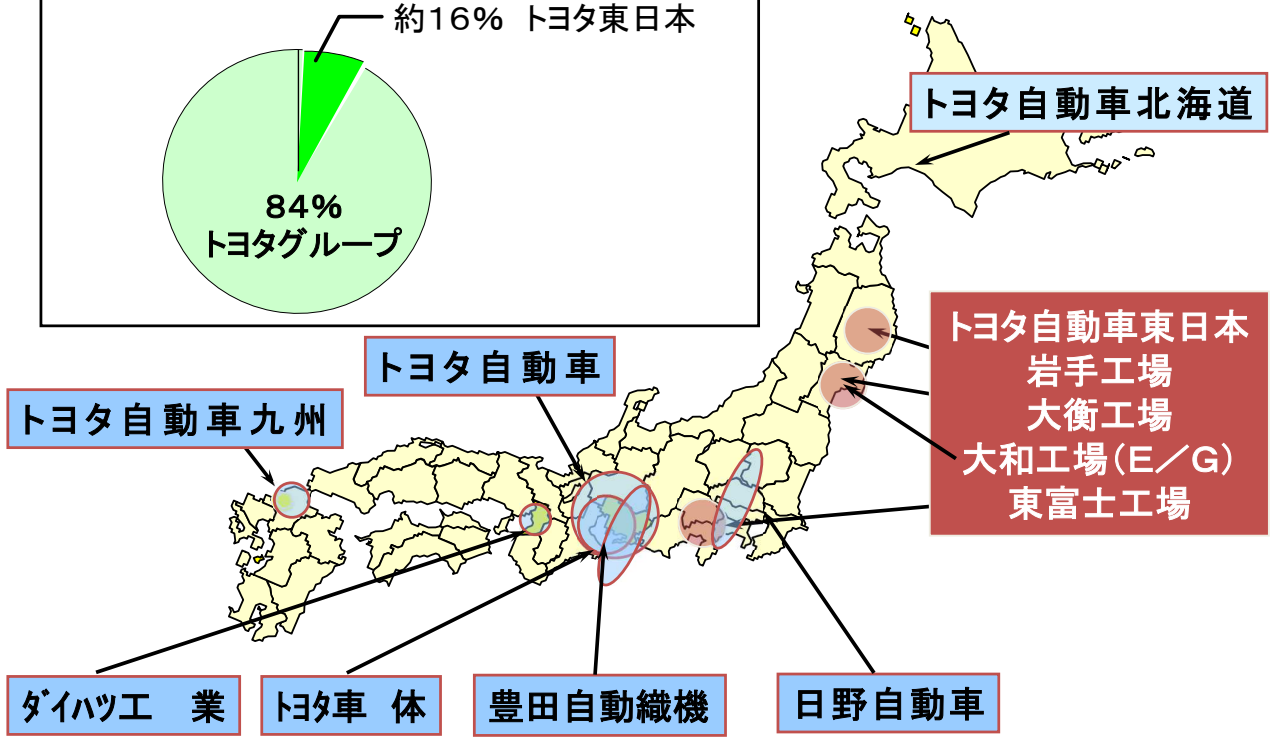 約16% トヨタ東日本
84%
トヨタグループ
トヨタ自動車北海道
トヨタ自動車東日本
岩手工場
大衡工場
大和工場(E/G)
東富士工場
トヨタ自動車
トヨタ自動車九州
ダイハツ工 業
トヨタ車 体
豊田自動織機
日野自動車